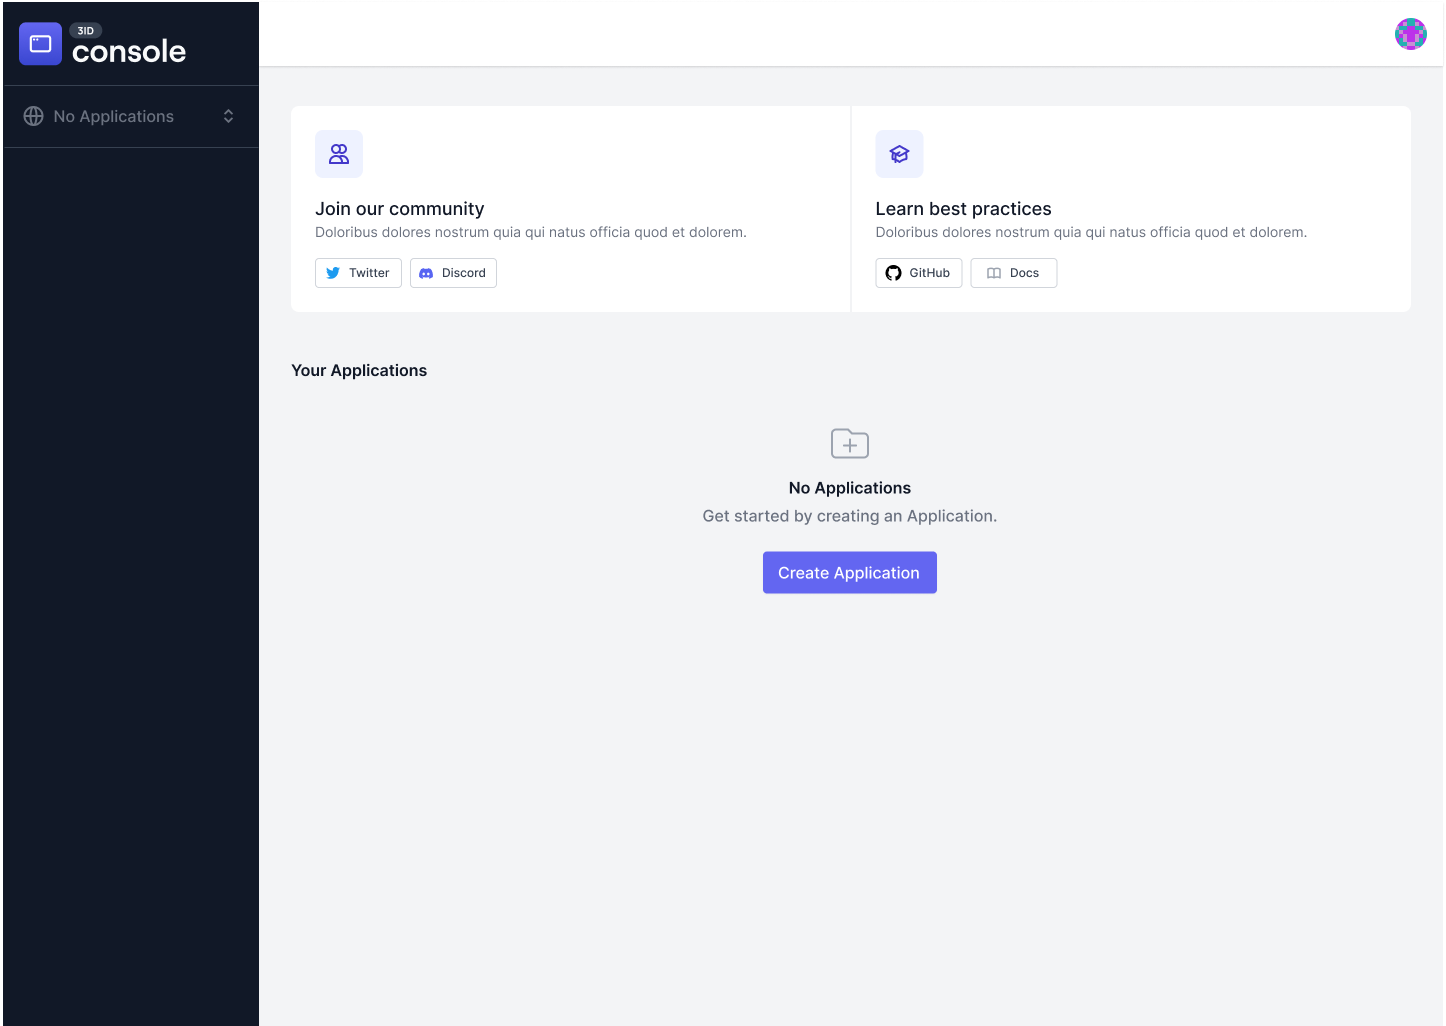 3ID
console
No Applications
Join our community
Doloribus dolores nostrum quia qui natus officia quod et dolorem.
Twitter
Discord
Learn best practices
Doloribus dolores nostrum quia qui natus officia quod et dolorem.
GitHub
Docs
Your Applications
No Applications
Get started by creating an Application.
Create Application